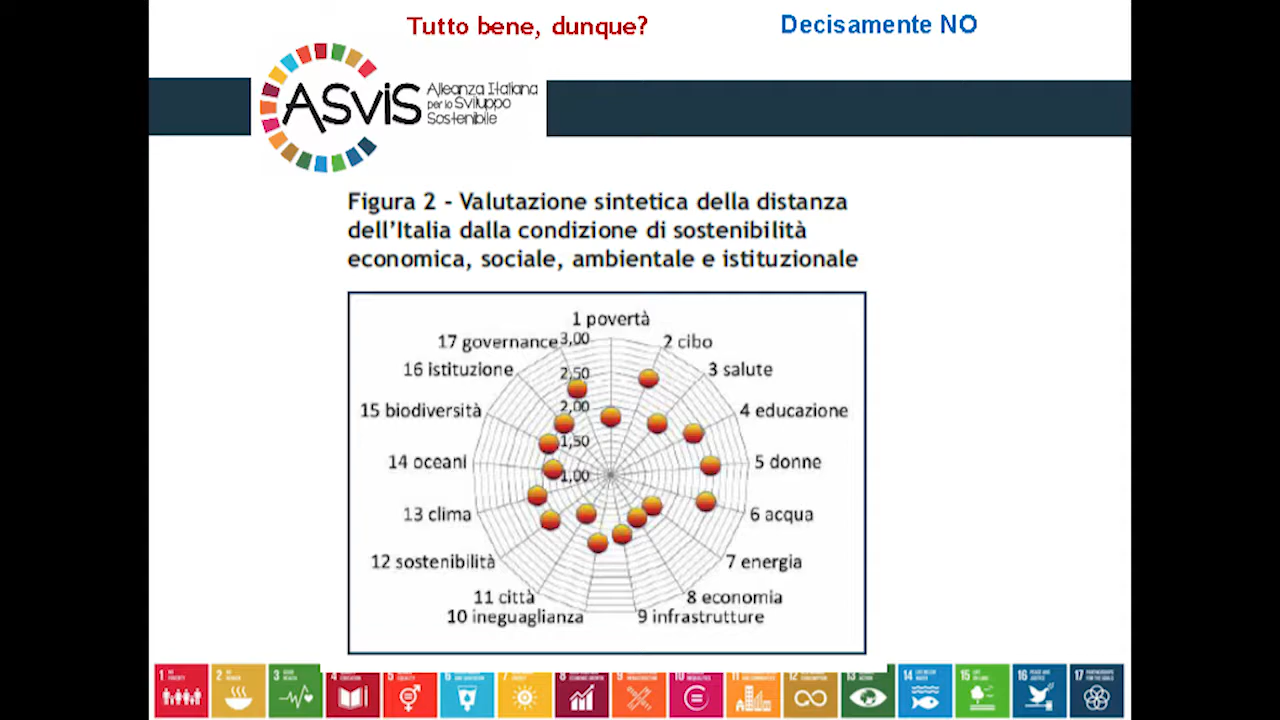 Tutto bene, dunque?
Decisamente NO
ASviS
Alleanza Italiana
per lo Sviluppo
Sostenibile
Figura 2 - Valutazione sintetica della distanza
dell'Italia dalla condizione di sostenibilità
economica, sociale, ambientale e istituzionale
1 povertà
17 governance
3,00
2 cibo
16 istituzione
2,50
3 salute
15 biodiversità
2,00
4 educazione
1,50
14 oceani
1,00
5 donne
13 clima
6 acqua
12 sostenibilità
7 energia
11 città
8 economia
10 ineguaglianza
9 infrastrutture
1
2
3
4
5
6
7
8
9
10
11
12
13
14
15
16
17